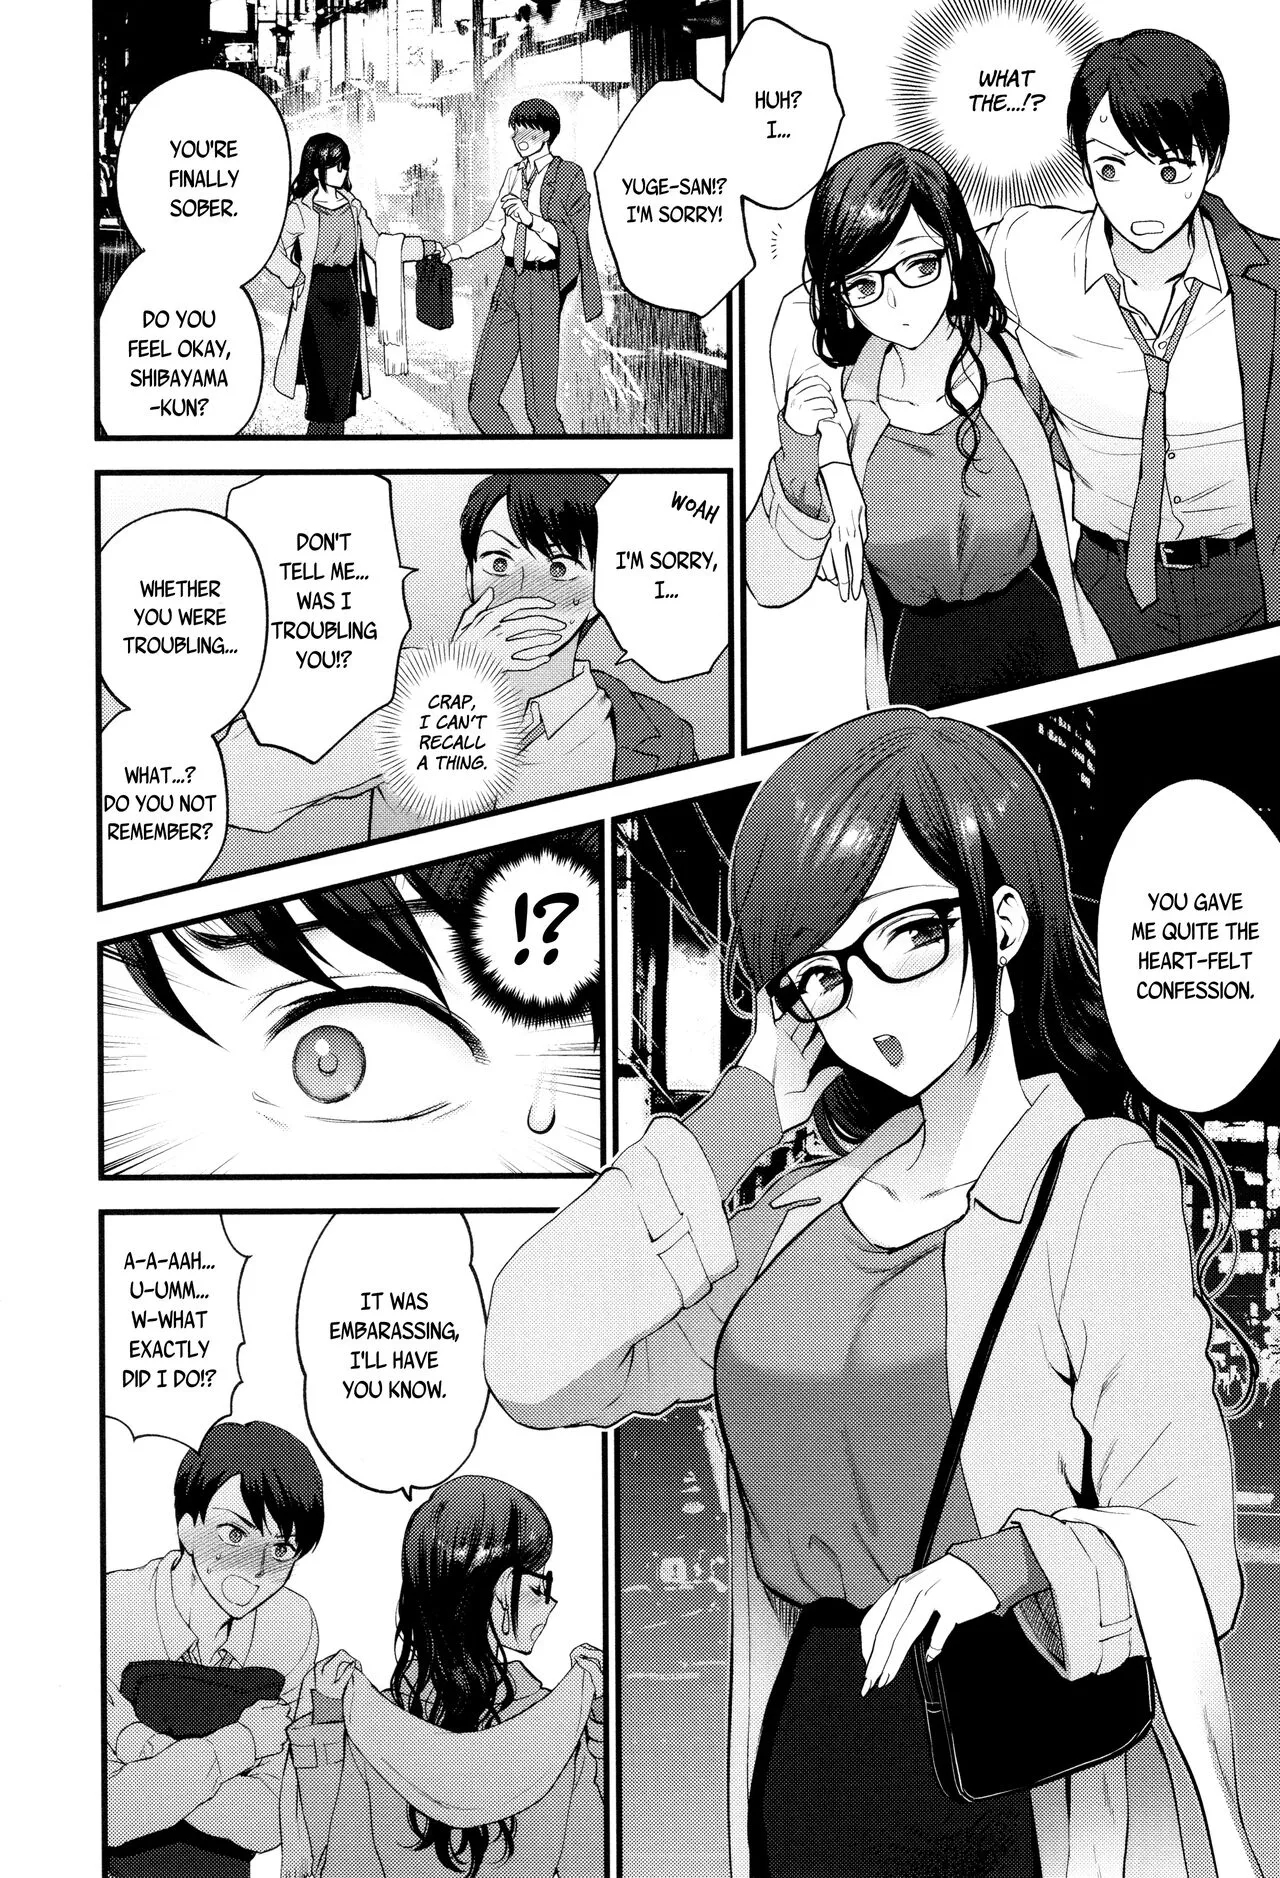 WHAT
THE...!?
HUH?
I...
YUGE-SAN!?
I'M SORRY!
YOU'RE
FINALLY
SOBER.
DO YOU
FEEL OKAY,
SHIBAYAMA
-KUN?
WOAH
I'M SORRY,
I...
DON'T
TELL ME...
WAS I
TROUBLING
YOU!?
CRAP,
I CAN'T
RECALL
A THING.
WHETHER
YOU WERE
TROUBLING...
WHAT...?
DO YOU NOT
REMEMBER?
YOU GAVE
ME QUITE THE
HEART-FELT
CONFESSION.
!?
IT WAS
EMBARASSING,
I'LL HAVE
YOU KNOW.
A-A-AAH...
U-UMM...
W-WHAT
EXACTLY
DID I DO!?